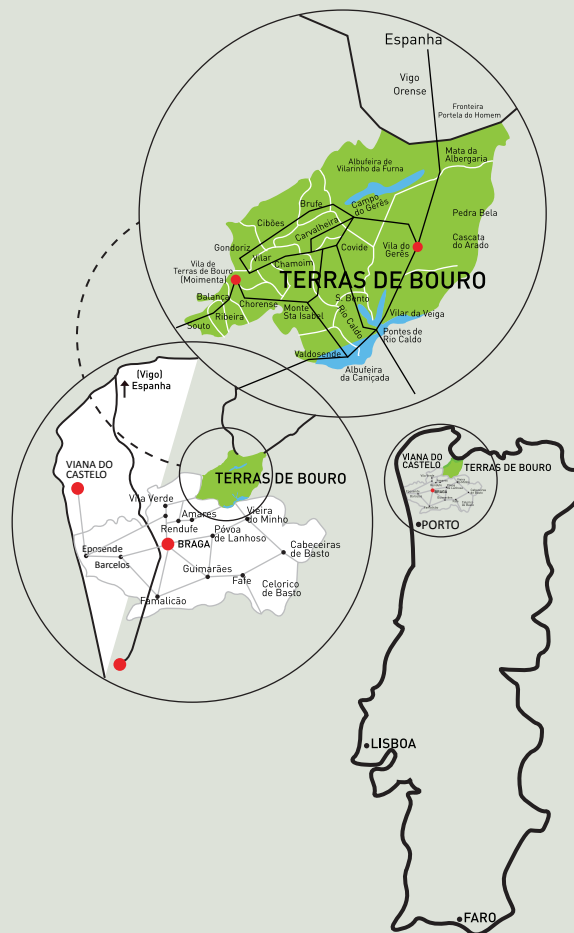 Espanha
Vigo
Orense
Fronteira
Portela do Homem
Mata da
Albergaria
Albufeira de
Vilarinho da Furna
Campo
do Gerês
Brufe
Carvalheira
Cibões
Pedra Bela
Cascata
do Arado
Gondoriz
Vilar
Chamoim
Covide
Vila do
Gerês
Vila de
Terras de Bouro
(Moimenta)
TERRAS DE BOURO
Balança
Chorense
Monte
Sta Isabel
S. Bento
Rio Caldo
Ribeira
Souto
Vilar da Veiga
Pontes de
Rio Caldo
Valdosende
Albufeira
da Caniçada
(Vigo)
Espanha
VIANA DO
CASTELO
TERRAS DE BOURO
Vila Verde
Amares
Rendufe
Vieira
do Minho
Póvoa
de Lanhoso
BRAGA
Cabeceiras
de Basto
Eposende
Barcelos
Guimarães
Fafe
Celorico
de Basto
Famalicão
VIANA DO
CASTELO
TERRAS DE BOURO
PORTO
LISBOA
FARO